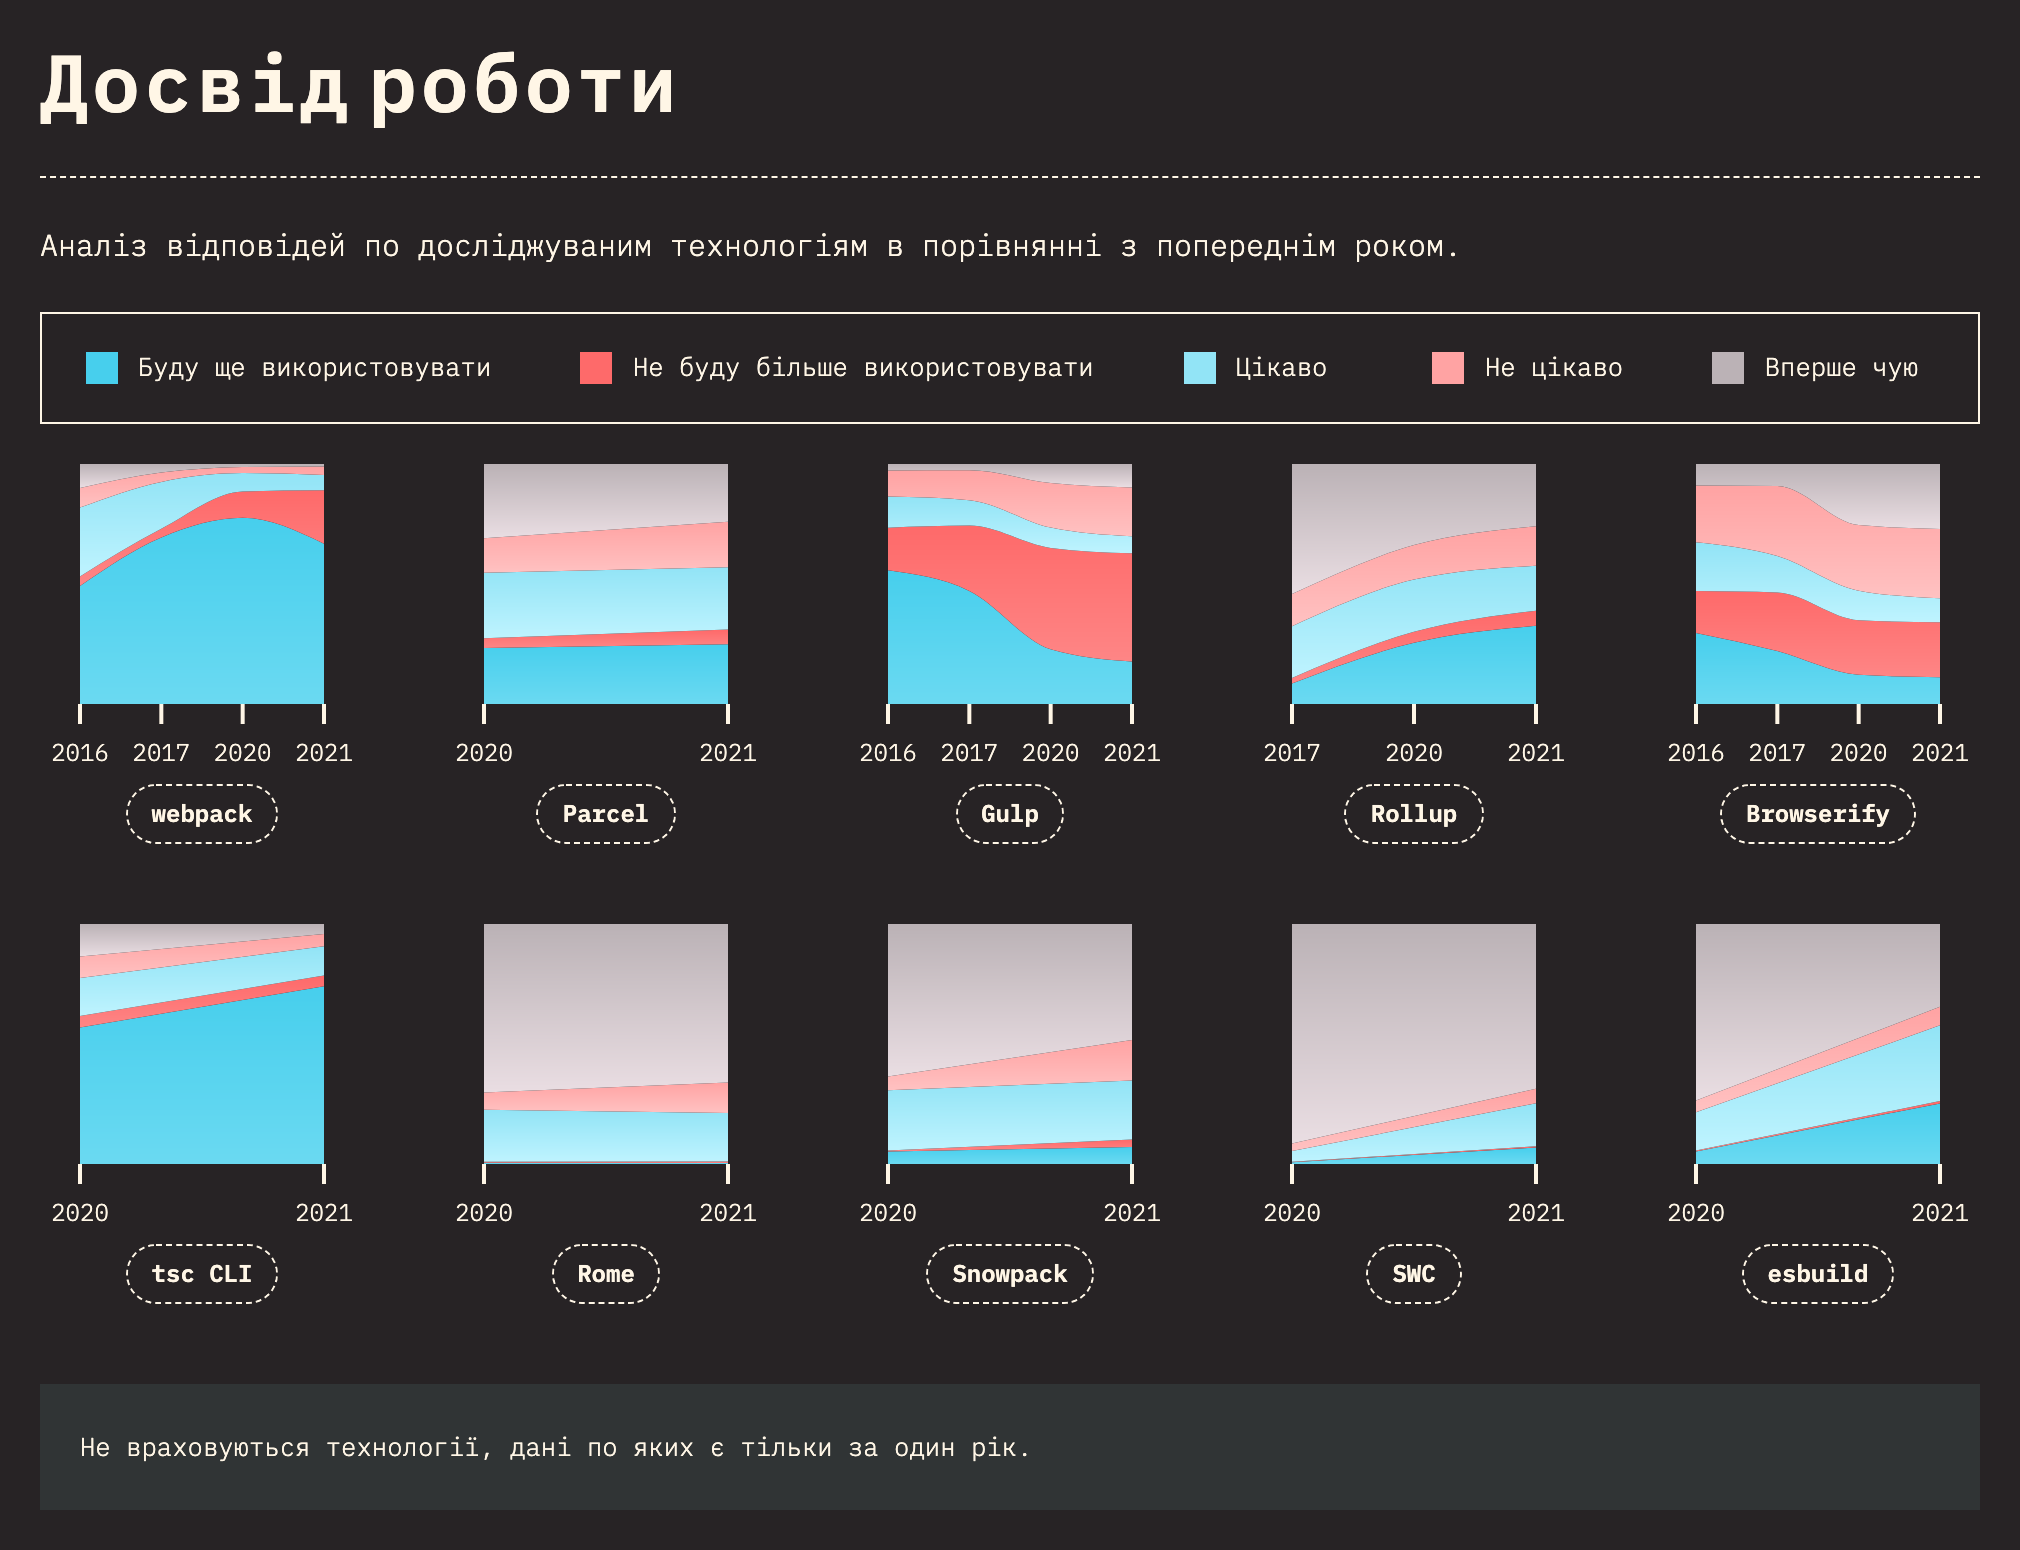 Досвід роботи
Аналіз відповідей по досліджуваним технологіям в порівнянні з попереднім роком.
Буду ще використовувати Не буду більше використовувати Цікаво Не цікаво Вперше чую
2016 2017 2020 2021 2020 2021 2016 2017 2020 2021 2017 2020 2021 2016 2017 2020 2021
webpack Parcel Gulp Rollup Browserify
2020 2021 2020 2021 2020 2021 2020 2021 2020 2021
tsc CLI Rome Snowpack SWC esbuild
Не враховуються технології, дані по яких є тільки за один рік.